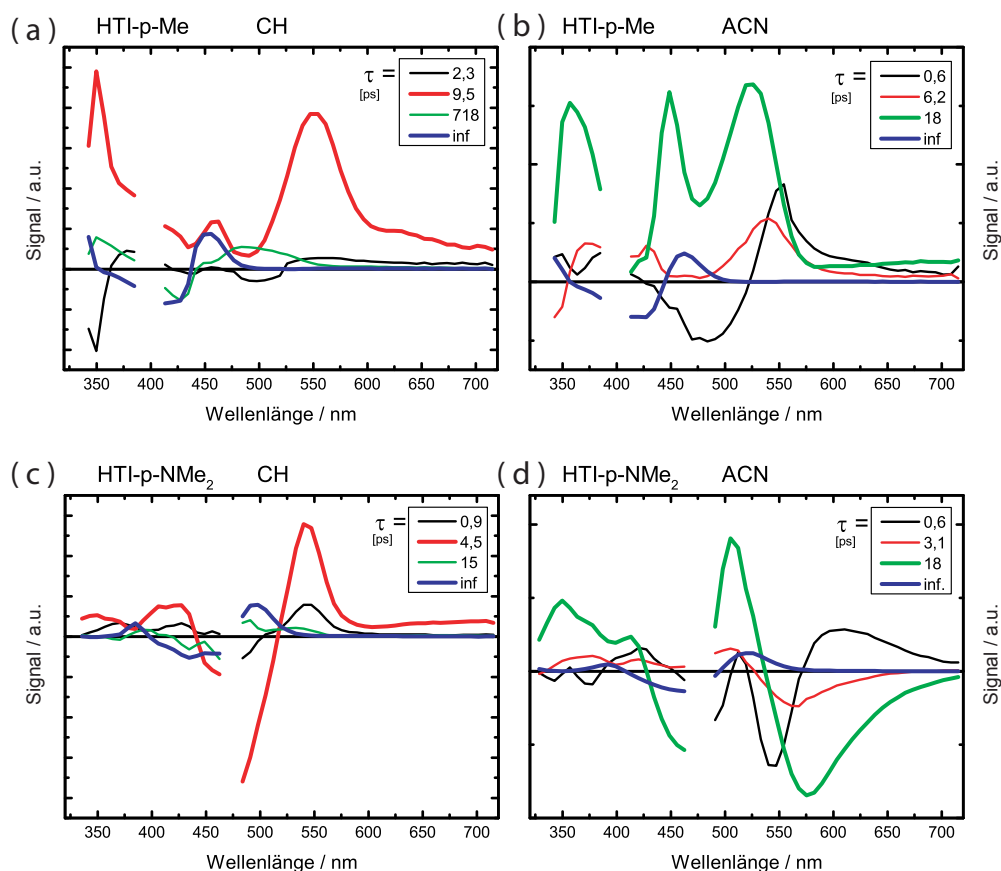 (a) HTI-p-Me CH
τ = [ps]
2,3
9,5
718
inf
Signal / a.u.
350 400 450 500 550 600 650 700
Wellenlänge / nm
(b) HTI-p-Me ACN
τ = [ps]
0,6
6,2
18
inf
Signal / a.u.
350 400 450 500 550 600 650 700
Wellenlänge / nm
(c) HTI-p-NMe₂ CH
τ = [ps]
0,9
4,5
15
inf
Signal / a.u.
350 400 450 500 550 600 650 700
Wellenlänge / nm
(d) HTI-p-NMe₂ ACN
τ = [ps]
0,6
3,1
18
inf.
Signal / a.u.
350 400 450 500 550 600 650 700
Wellenlänge / nm